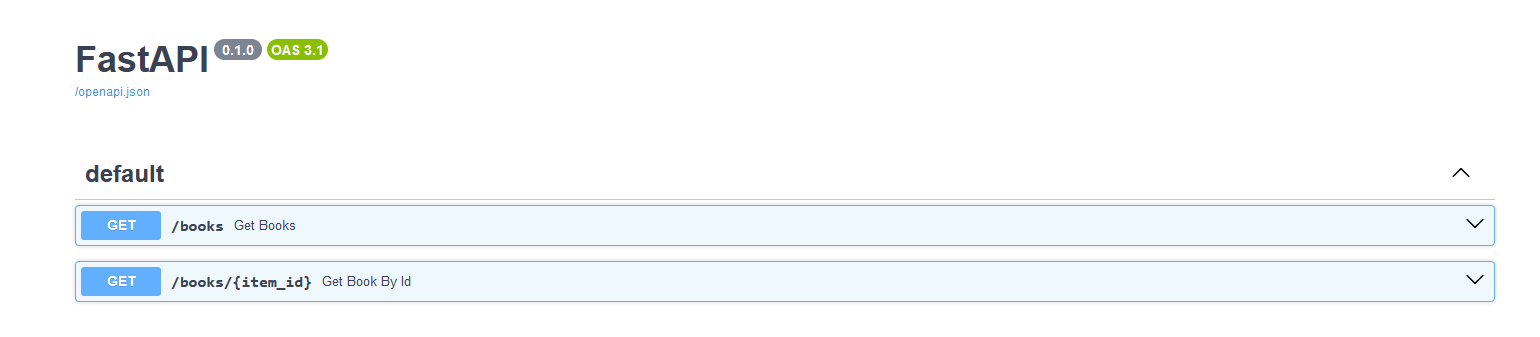 FastAPI 0.1.0 OAS 3.1
/openapi.json
default
GET /books Get Books
GET /books/{item_id} Get Book By Id